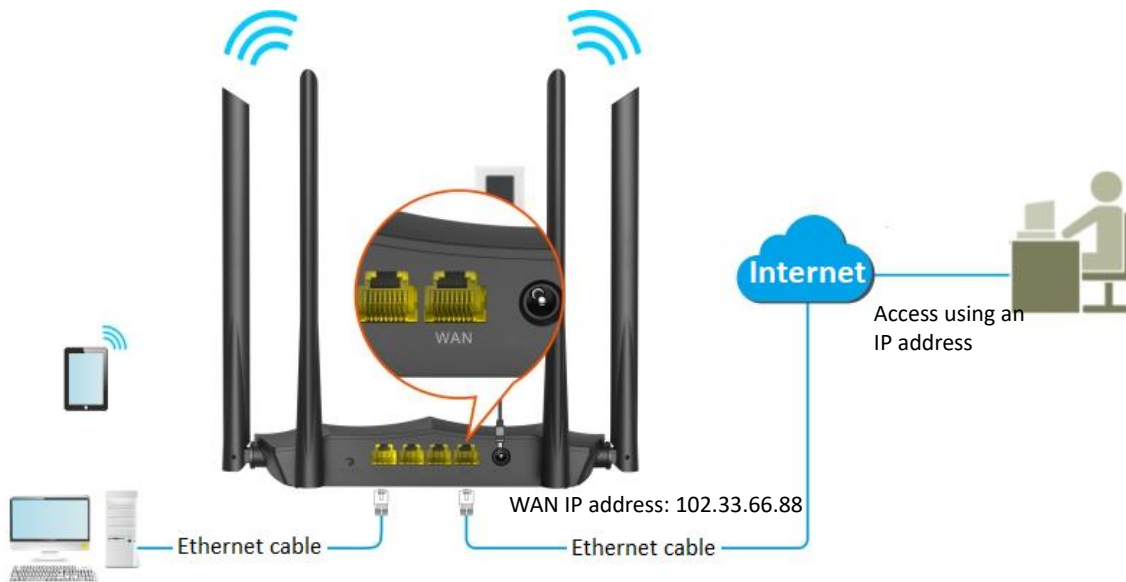 Internet
Access using an
IP address
WAN
WAN IP address: 102.33.66.88
Ethernet cable
Ethernet cable